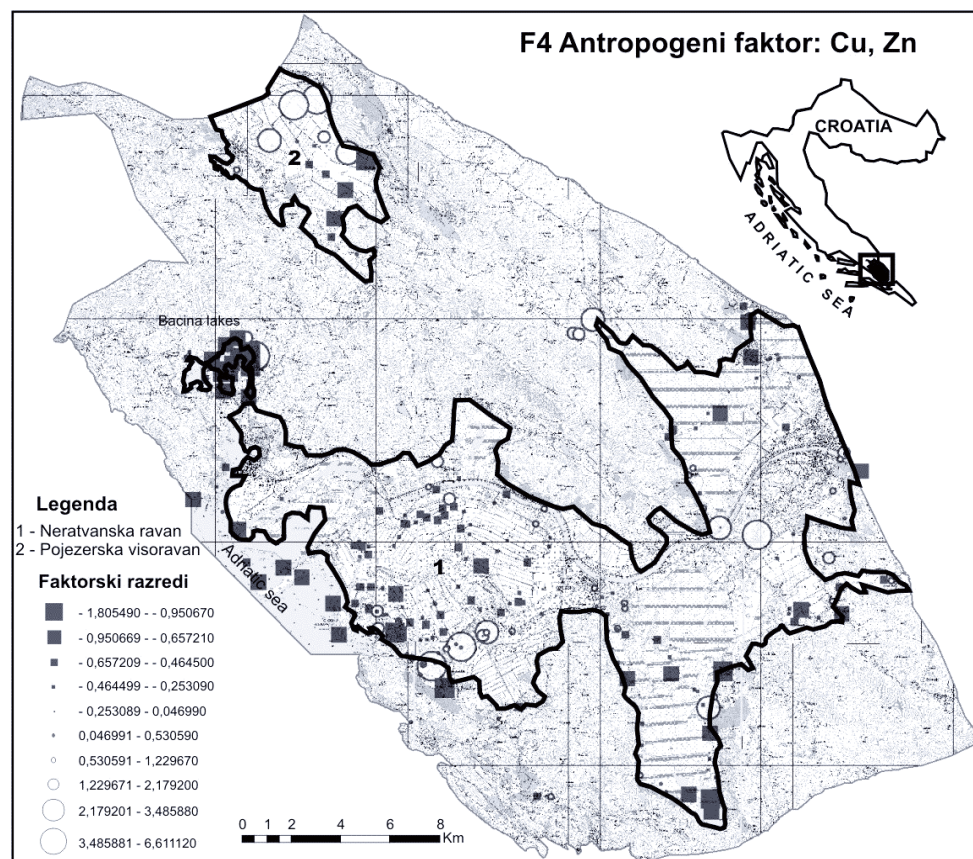 F4 Antropogeni faktor: Cu, Zn
CROATIA
ADRIATIC SEA
2
Bacina lakes
1
Adriatic sea
Legenda
1 - Neratvanska ravan
2 - Pojezerska visoravan
Faktorski razredi
- 1,805490 - - 0,950670
- 0,950669 - - 0,657210
- 0,657209 - - 0,464500
- 0,464499 - - 0,253090
- 0,253089 - 0,046990
0,046991 - 0,530590
0,530591 - 1,229670
1,229671 - 2,179200
2,179201 - 3,485880
3,485881 - 6,611120
0 1 2 4 6 8
Km